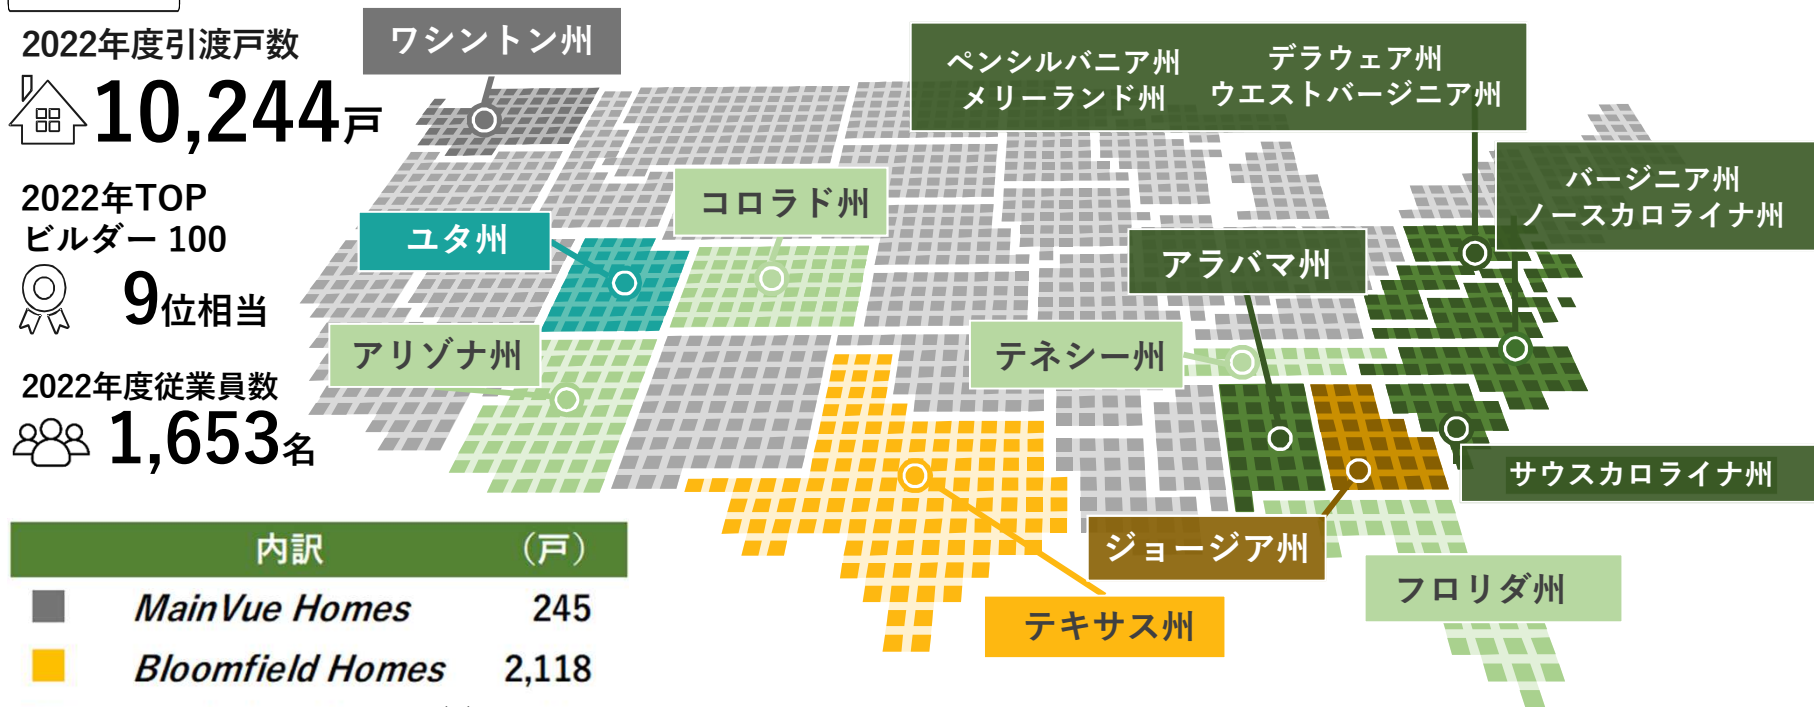 2022年度引渡戸数
10,244戸
2022年TOP
ビルダー 100
9位相当
2022年度従業員数
1,653名
ワシントン州
ペンシルバニア州 デラウェア州
メリーランド州 ウエストバージニア州
バージニア州
ノースカロライナ州
コロラド州
ユタ州
アラバマ州
アリゾナ州
テネシー州
サウスカロライナ州
ジョージア州
フロリダ州
テキサス州
内訳 （戸）
MainVue Homes 245
Bloomfield Homes 2,118